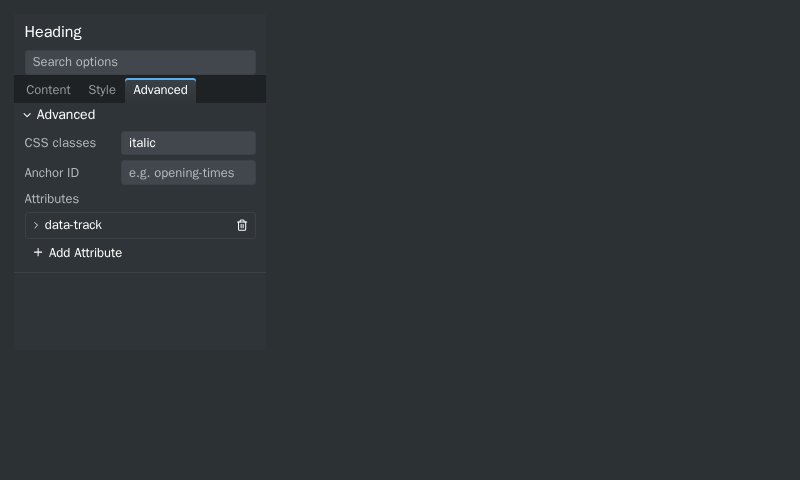 Heading
Search options
Content Style Advanced
Advanced
CSS classes italic
Anchor ID e.g. opening-times
Attributes
data-track
Add Attribute